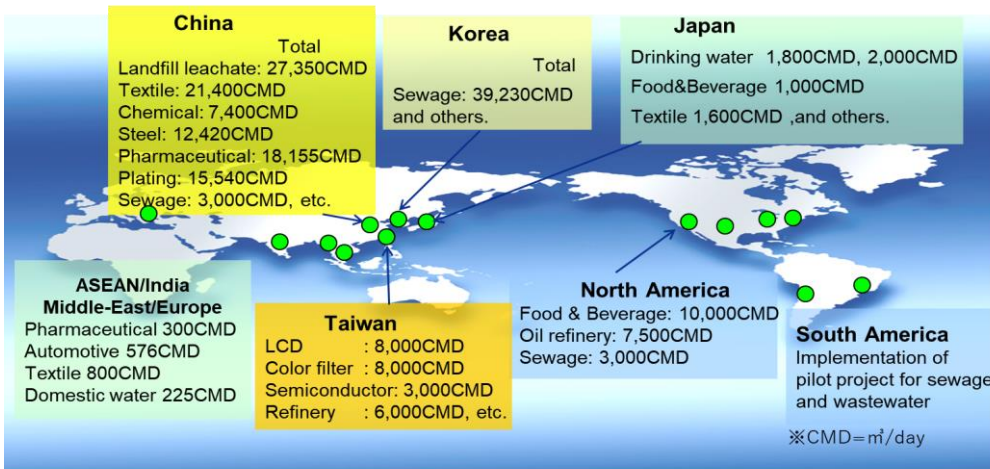 China
Total
Landfill leachate: 27,350CMD
Textile: 21,400CMD
Chemical: 7,400CMD
Steel: 12,420CMD
Pharmaceutical: 18,155CMD
Plating: 15,540CMD
Sewage: 3,000CMD, etc.
Korea
Total
Sewage: 39,230CMD
and others.
Japan
Drinking water 1,800CMD, 2,000CMD
Food&Beverage 1,000CMD
Textile 1,600CMD ,and others.
ASEAN/India
Middle-East/Europe
Pharmaceutical 300CMD
Automotive 576CMD
Textile 800CMD
Domestic water 225CMD
Taiwan
LCD : 8,000CMD
Color filter : 8,000CMD
Semiconductor: 3,000CMD
Refinery : 6,000CMD, etc.
North America
Food & Beverage: 10,000CMD
Oil refinery: 7,500CMD
Sewage: 3,000CMD
South America
Implementation of
pilot project for sewage
and wastewater
※CMD=㎥/day